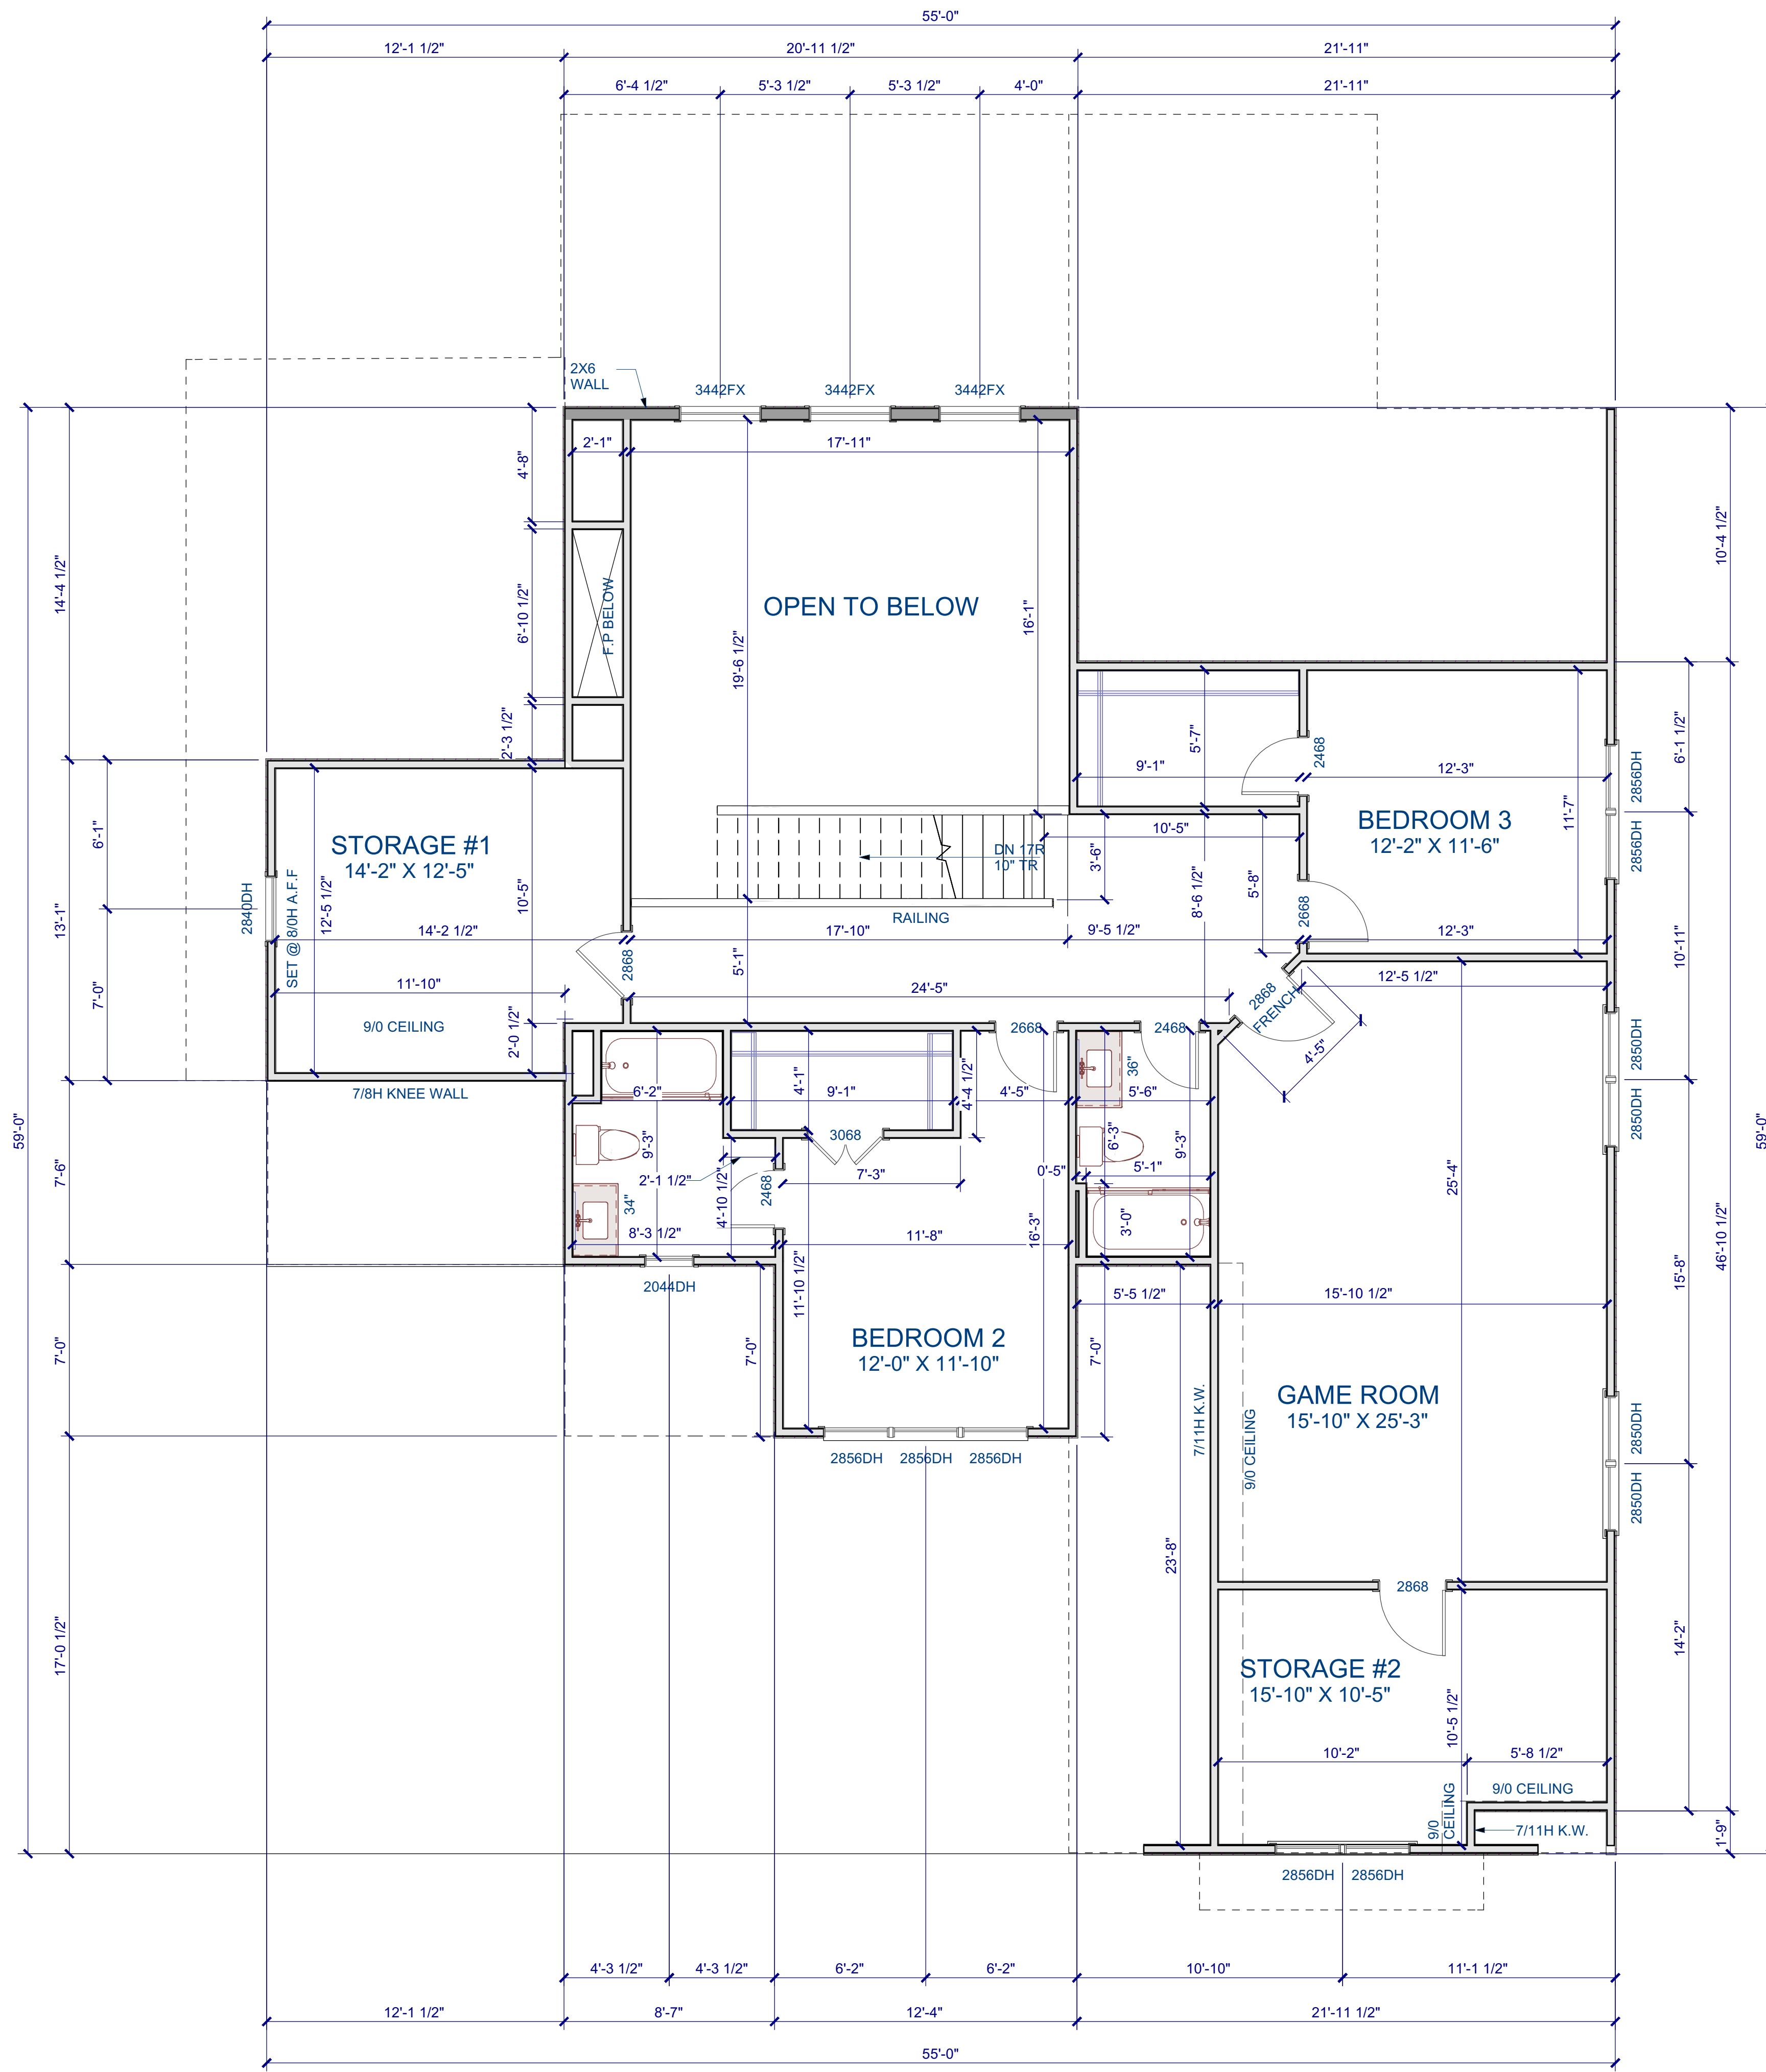 55'-0"
12'-1 1/2"
20'-11 1/2"
21'-11"
6'-4 1/2"
5'-3 1/2"
5'-3 1/2"
4'-0"
21'-11"
2X6
WALL
3442FX
3442FX
3442FX
2'-1"
17'-11"
4'-8"
14'-4 1/2"
6'-10 1/2"
F.P BELOW
OPEN TO BELOW
16'-1"
19'-6 1/2"
10'-4 1/2"
2'-3 1/2"
5'-7"
9'-1"
2468
12'-3"
11'-7"
2856DH
6'-1 1/2"
BEDROOM 3
12'-2" X 11'-6"
2856DH
STORAGE #1
14'-2" X 12'-5"
6'-1"
10'-5"
DN 17R
10" TR
3'-6"
8'-6 1/2"
5'-8"
2840DH
SET @ 8/0H A.F.F
12'-5 1/2"
10'-5"
RAILING
2668
13'-1"
14'-2 1/2"
17'-10"
9'-5 1/2"
12'-3"
10'-11"
2868
5'-1"
12'-5 1/2"
7'-0"
11'-10"
24'-5"
2868
FRENCH
9/0 CEILING
2'-0 1/2"
2668
2468
4'-5"
2850DH
2850DH
7/8H KNEE WALL
6'-2"
4'-1"
9'-1"
4'-4 1/2"
4'-5"
36"
5'-6"
59'-0"
59'-0"
7'-6"
9'-3"
3068
6'-3"
9'-3"
2'-1 1/2"
7'-3"
0'-5"
5'-1"
25'-4"
34"
4'-10 1/2"
2468
8'-3 1/2"
11'-8"
16'-3"
3'-0"
46'-10 1/2"
15'-8"
2044DH
11'-10 1/2"
5'-5 1/2"
15'-10 1/2"
7'-0"
7'-0"
BEDROOM 2
12'-0" X 11'-10"
7'-0"
7/11H K.W.
9/0 CEILING
GAME ROOM
15'-10" X 25'-3"
2850DH
2850DH
2856DH
2856DH
2856DH
23'-8"
2868
17'-0 1/2"
14'-2"
STORAGE #2
15'-10" X 10'-5"
10'-5 1/2"
10'-2"
5'-8 1/2"
9/0 CEILING
9/0
CEILING
7/11H K.W.
1'-9"
2856DH
2856DH
4'-3 1/2"
4'-3 1/2"
6'-2"
6'-2"
10'-10"
11'-1 1/2"
12'-1 1/2"
8'-7"
12'-4"
21'-11 1/2"
55'-0"